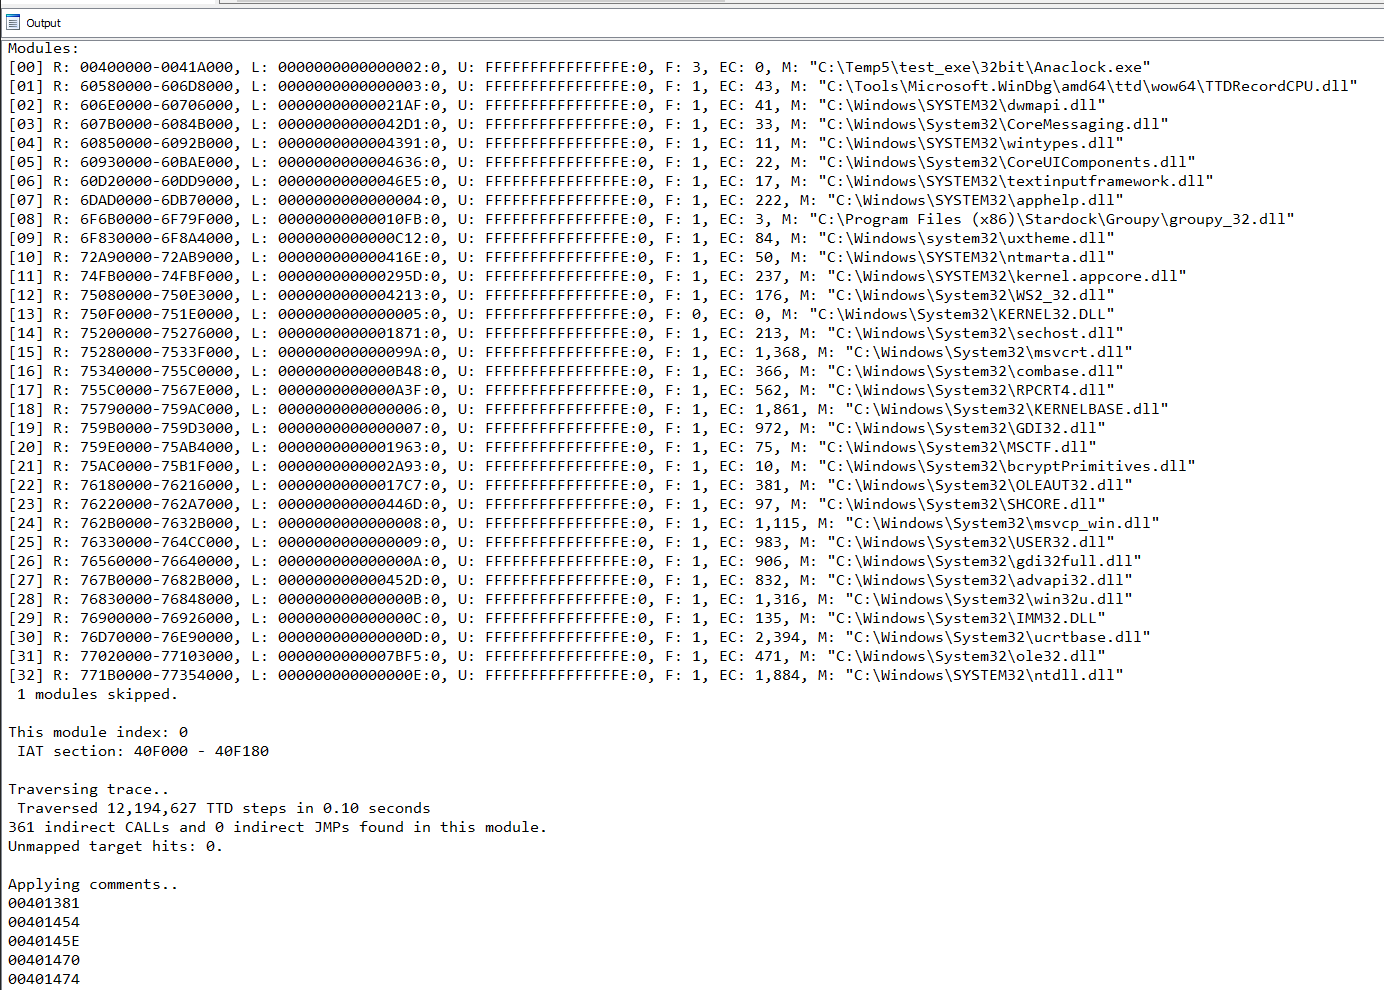 Output
Modules:
[00] R: 00400000-0041A000, L: 0000000000000002:0, U: FFFFFFFFFFFFFFFE:0, F: 3, EC: 0, M: "C:\Temp5\test_exe\32bit\Anaclock.exe"
[01] R: 60580000-606D8000, L: 0000000000000003:0, U: FFFFFFFFFFFFFFFE:0, F: 1, EC: 43, M: "C:\Tools\Microsoft.WinDbg\amd64\ttd\wow64\TTDRecordCPU.dll"
[02] R: 606E0000-60706000, L: 00000000000021AF:0, U: FFFFFFFFFFFFFFFE:0, F: 1, EC: 41, M: "C:\Windows\SYSTEM32\dwmapi.dll"
[03] R: 607B0000-6084B000, L: 00000000000042D1:0, U: FFFFFFFFFFFFFFFE:0, F: 1, EC: 33, M: "C:\Windows\System32\CoreMessaging.dll"
[04] R: 60850000-6092B000, L: 0000000000004391:0, U: FFFFFFFFFFFFFFFE:0, F: 1, EC: 11, M: "C:\Windows\SYSTEM32\wintypes.dll"
[05] R: 60930000-60BAE000, L: 0000000000004636:0, U: FFFFFFFFFFFFFFFE:0, F: 1, EC: 22, M: "C:\Windows\System32\CoreUIComponents.dll"
[06] R: 60D20000-60DD9000, L: 00000000000046E5:0, U: FFFFFFFFFFFFFFFE:0, F: 1, EC: 17, M: "C:\Windows\SYSTEM32\textinputframework.dll"
[07] R: 6DAD0000-6DB70000, L: 0000000000000004:0, U: FFFFFFFFFFFFFFFE:0, F: 1, EC: 222, M: "C:\Windows\SYSTEM32\apphelp.dll"
[08] R: 6F6B0000-6F79F000, L: 00000000000010FB:0, U: FFFFFFFFFFFFFFFE:0, F: 1, EC: 3, M: "C:\Program Files (x86)\Stardock\Groupy\groupy_32.dll"
[09] R: 6F830000-6F8A4000, L: 0000000000000C12:0, U: FFFFFFFFFFFFFFFE:0, F: 1, EC: 84, M: "C:\Windows\system32\uxtheme.dll"
[10] R: 72A90000-72AB9000, L: 000000000000416E:0, U: FFFFFFFFFFFFFFFE:0, F: 1, EC: 50, M: "C:\Windows\SYSTEM32\ntmarta.dll"
[11] R: 74FB0000-74FBF000, L: 000000000000295D:0, U: FFFFFFFFFFFFFFFE:0, F: 1, EC: 237, M: "C:\Windows\SYSTEM32\kernel.appcore.dll"
[12] R: 75080000-750E3000, L: 0000000000004213:0, U: FFFFFFFFFFFFFFFE:0, F: 1, EC: 176, M: "C:\Windows\System32\WS2_32.dll"
[13] R: 750F0000-751E0000, L: 0000000000000005:0, U: FFFFFFFFFFFFFFFE:0, F: 0, EC: 0, M: "C:\Windows\System32\KERNEL32.DLL"
[14] R: 75200000-75276000, L: 0000000000001871:0, U: FFFFFFFFFFFFFFFE:0, F: 1, EC: 213, M: "C:\Windows\System32\sechost.dll"
[15] R: 75280000-7533F000, L: 000000000000099A:0, U: FFFFFFFFFFFFFFFE:0, F: 1, EC: 1,368, M: "C:\Windows\System32\msvcrt.dll"
[16] R: 75340000-755C0000, L: 0000000000000B48:0, U: FFFFFFFFFFFFFFFE:0, F: 1, EC: 366, M: "C:\Windows\System32\combase.dll"
[17] R: 755C0000-7567E000, L: 0000000000000A3F:0, U: FFFFFFFFFFFFFFFE:0, F: 1, EC: 562, M: "C:\Windows\System32\RPCRT4.dll"
[18] R: 75790000-759AC000, L: 0000000000000006:0, U: FFFFFFFFFFFFFFFE:0, F: 1, EC: 1,861, M: "C:\Windows\System32\KERNELBASE.dll"
[19] R: 759B0000-759D3000, L: 0000000000000007:0, U: FFFFFFFFFFFFFFFE:0, F: 1, EC: 972, M: "C:\Windows\System32\GDI32.dll"
[20] R: 759E0000-75AB4000, L: 0000000000001963:0, U: FFFFFFFFFFFFFFFE:0, F: 1, EC: 75, M: "C:\Windows\System32\MSCTF.dll"
[21] R: 75AC0000-75B1F000, L: 0000000000002A93:0, U: FFFFFFFFFFFFFFFE:0, F: 1, EC: 10, M: "C:\Windows\System32\bcryptPrimitives.dll"
[22] R: 76180000-76216000, L: 00000000000017C7:0, U: FFFFFFFFFFFFFFFE:0, F: 1, EC: 381, M: "C:\Windows\System32\OLEAUT32.dll"
[23] R: 76220000-762A7000, L: 000000000000446D:0, U: FFFFFFFFFFFFFFFE:0, F: 1, EC: 97, M: "C:\Windows\System32\SHCORE.dll"
[24] R: 762B0000-7632B000, L: 0000000000000008:0, U: FFFFFFFFFFFFFFFE:0, F: 1, EC: 1,115, M: "C:\Windows\System32\msvcp_win.dll"
[25] R: 76330000-764CC000, L: 0000000000000009:0, U: FFFFFFFFFFFFFFFE:0, F: 1, EC: 983, M: "C:\Windows\System32\USER32.dll"
[26] R: 76560000-76640000, L: 000000000000000A:0, U: FFFFFFFFFFFFFFFE:0, F: 1, EC: 906, M: "C:\Windows\System32\gdi32full.dll"
[27] R: 767B0000-7682B000, L: 000000000000452D:0, U: FFFFFFFFFFFFFFFE:0, F: 1, EC: 832, M: "C:\Windows\System32\advapi32.dll"
[28] R: 76830000-76848000, L: 000000000000000B:0, U: FFFFFFFFFFFFFFFE:0, F: 1, EC: 1,316, M: "C:\Windows\System32\win32u.dll"
[29] R: 76900000-76926000, L: 000000000000000C:0, U: FFFFFFFFFFFFFFFE:0, F: 1, EC: 135, M: "C:\Windows\System32\IMM32.DLL"
[30] R: 76D70000-76E90000, L: 000000000000000D:0, U: FFFFFFFFFFFFFFFE:0, F: 1, EC: 2,394, M: "C:\Windows\System32\ucrtbase.dll"
[31] R: 77020000-77103000, L: 0000000000007BF5:0, U: FFFFFFFFFFFFFFFE:0, F: 1, EC: 471, M: "C:\Windows\System32\ole32.dll"
[32] R: 771B0000-77354000, L: 000000000000000E:0, U: FFFFFFFFFFFFFFFE:0, F: 1, EC: 1,884, M: "C:\Windows\SYSTEM32\ntdll.dll"
1 modules skipped.
This module index: 0
IAT section: 40F000 - 40F180
Traversing trace..
Traversed 12,194,627 TTD steps in 0.10 seconds
361 indirect CALLs and 0 indirect JMPs found in this module.
Unmapped target hits: 0.
Applying comments..
00401381
00401454
0040145E
00401470
00401474